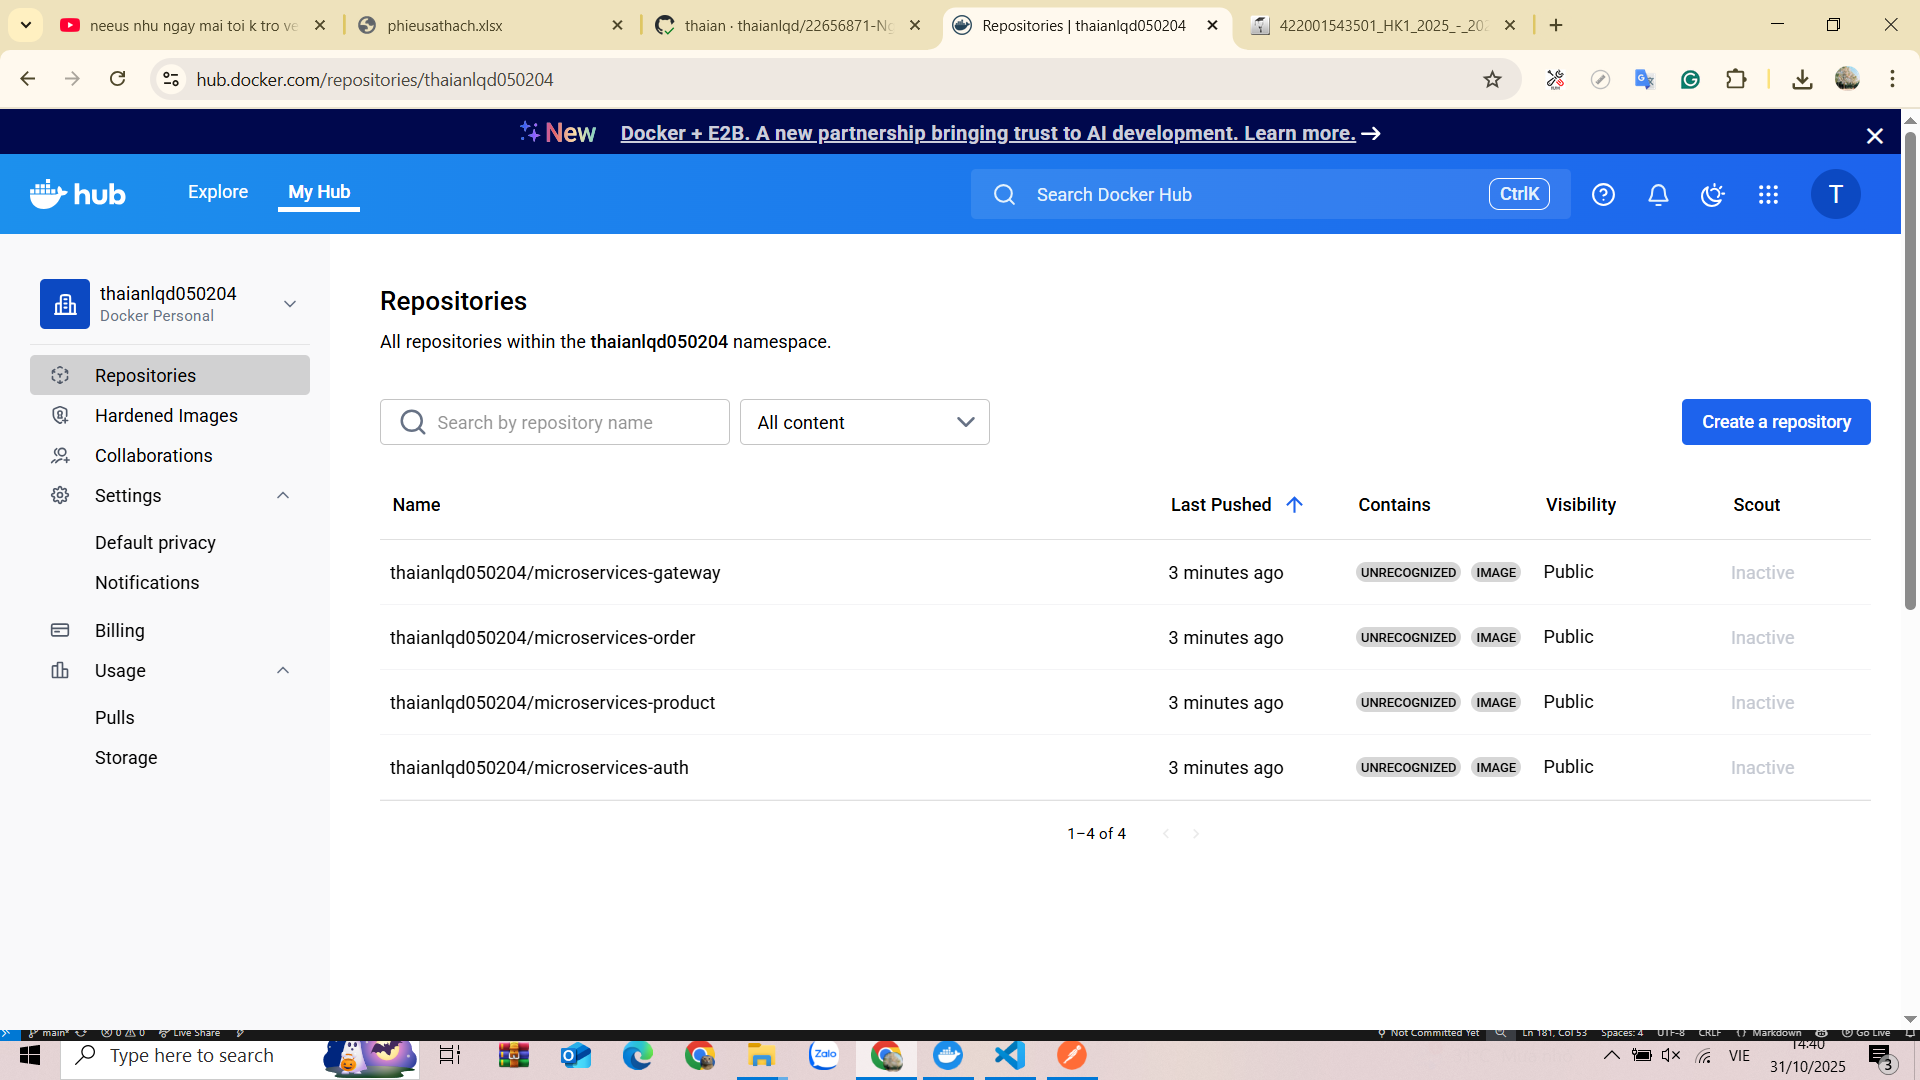 neeus nhu ngay mai toi k tro ve
phieusathach.xlsx
thaian · thaianlqd/22656871-Ng
Repositories | thaianlqd050204
422001543501_HK1_2025_-_202
hub.docker.com/repositories/thaianlqd050204
New Docker + E2B. A new partnership bringing trust to AI development. Learn more. →
hub
Explore
My Hub
Search Docker Hub
CtrlK
T
thaianlqd050204
Docker Personal
Repositories
Hardened Images
Collaborations
Settings
Default privacy
Notifications
Billing
Usage
Pulls
Storage
Repositories
All repositories within the thaianlqd050204 namespace.
Search by repository name
All content
Create a repository
Name Last Pushed Contains Visibility Scout
thaianlqd050204/microservices-gateway 3 minutes ago UNRECOGNIZED IMAGE Public Inactive
thaianlqd050204/microservices-order 3 minutes ago UNRECOGNIZED IMAGE Public Inactive
thaianlqd050204/microservices-product 3 minutes ago UNRECOGNIZED IMAGE Public Inactive
thaianlqd050204/microservices-auth 3 minutes ago UNRECOGNIZED IMAGE Public Inactive
1–4 of 4
main* 0 0 Live Share Not Committed Yet Ln 181, Col 53 Spaces: 4 UTF-8 CRLF Markdown Go Live
Type here to search
Zalo
VIE
14:40
31/10/2025
3